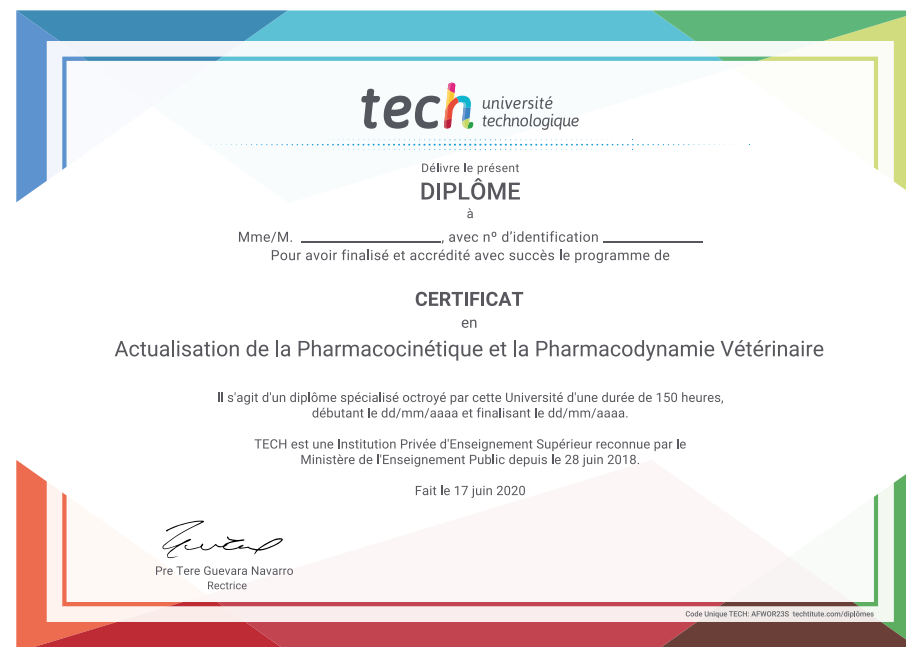 tech université
technologique
Délivre le présent
DIPLÔME
à
Mme/M. ____________________, avec nº d'identification ______________
Pour avoir finalisé et accrédité avec succès le programme de
CERTIFICAT
en
Actualisation de la Pharmacocinétique et la Pharmacodynamie Vétérinaire
Il s'agit d'un diplôme spécialisé octroyé par cette Université d'une durée de 150 heures,
débutant le dd/mm/aaaa et finalisant le dd/mm/aaaa.
TECH est une Institution Privée d'Enseignement Supérieur reconnue par le
Ministère de l'Enseignement Public depuis le 28 juin 2018.
Fait le 17 juin 2020
Pre Tere Guevara Navarro
Rectrice
Code Unique TECH: AFWOR23S techtitute.com/diplômes